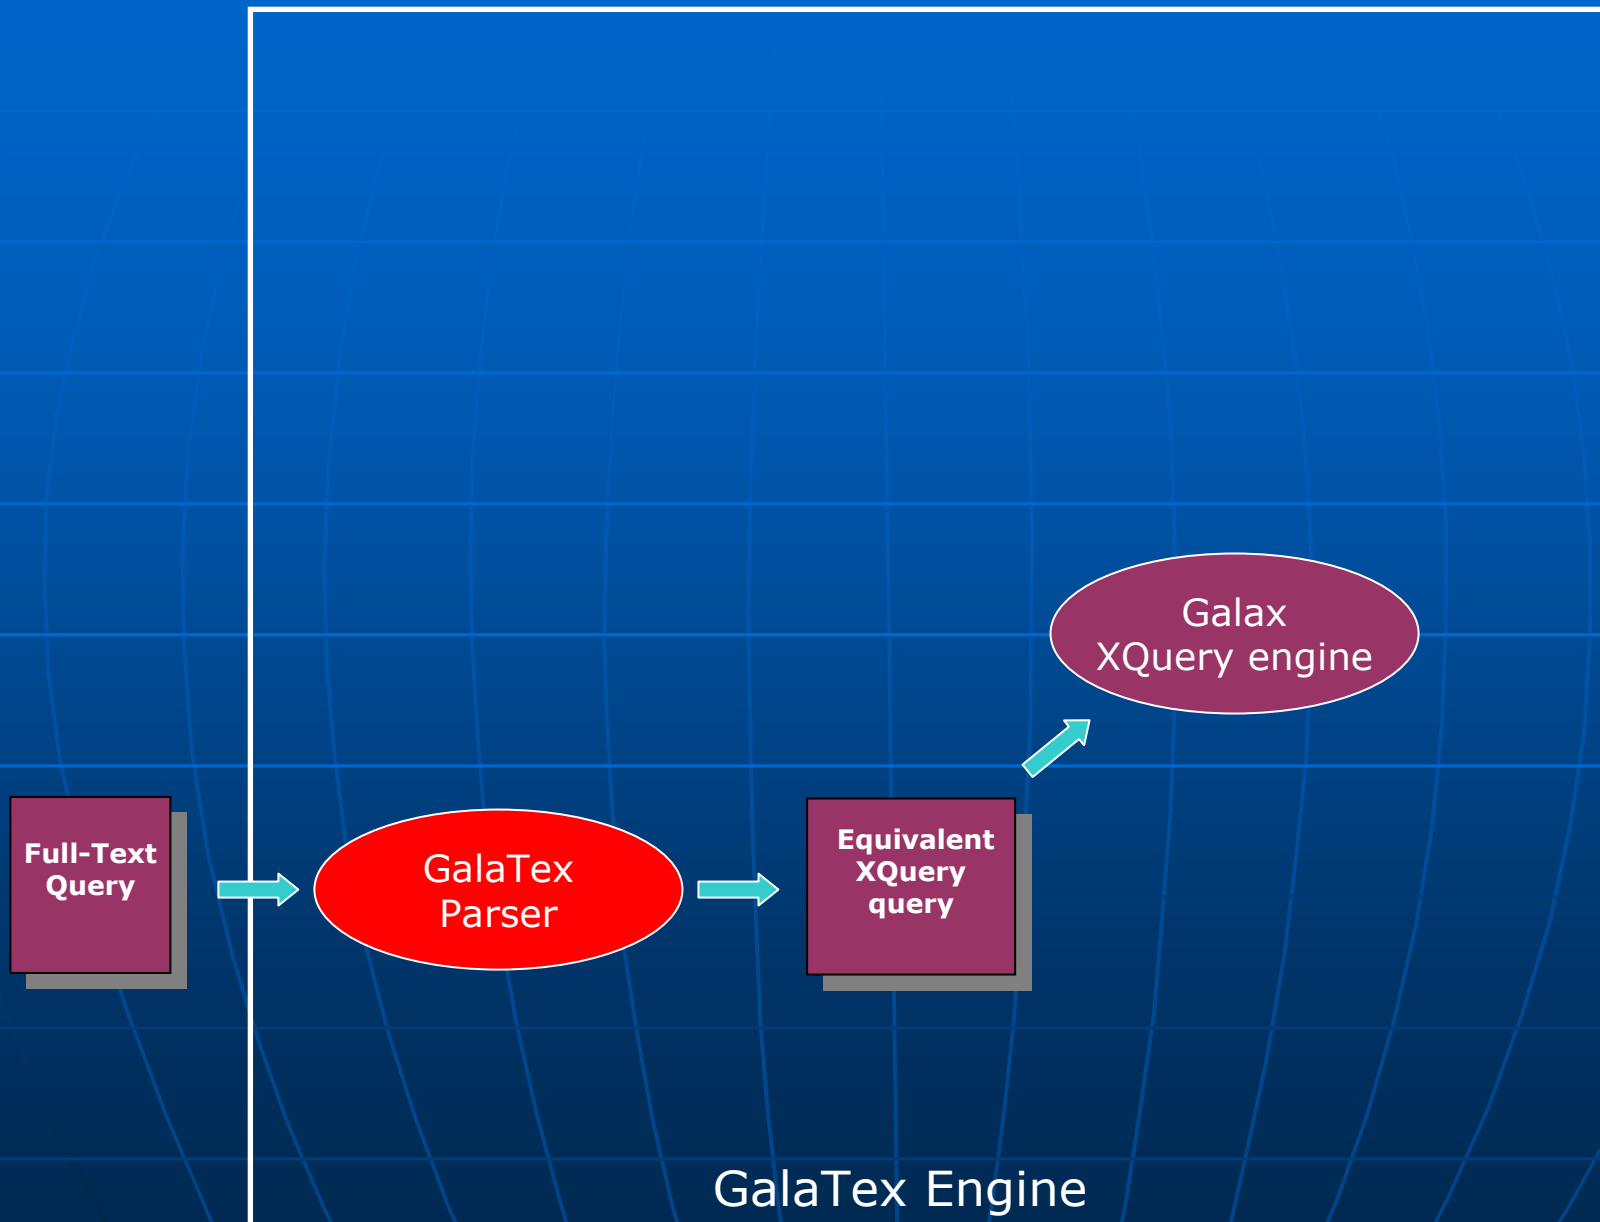 Galax
XQuery engine
Full-Text
Query
GalaTex
Parser
Equivalent
XQuery
query
GalaTex Engine